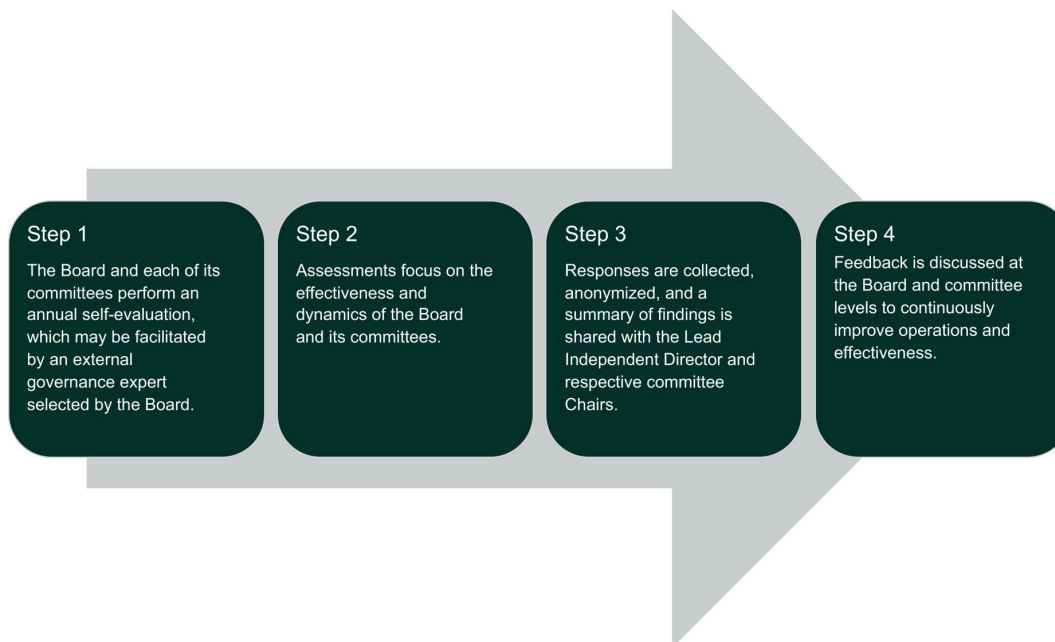 Step 1
The Board and each of its
committees perform an
annual self-evaluation,
which may be facilitated
by an external
governance expert
selected by the Board.
Step 2
Assessments focus on the
effectiveness and
dynamics of the Board
and its committees.
Step 3
Responses are collected,
anonymized, and a
summary of findings is
shared with the Lead
Independent Director and
respective committee
Chairs.
Step 4
Feedback is discussed at
the Board and committee
levels to continuously
improve operations and
effectiveness.